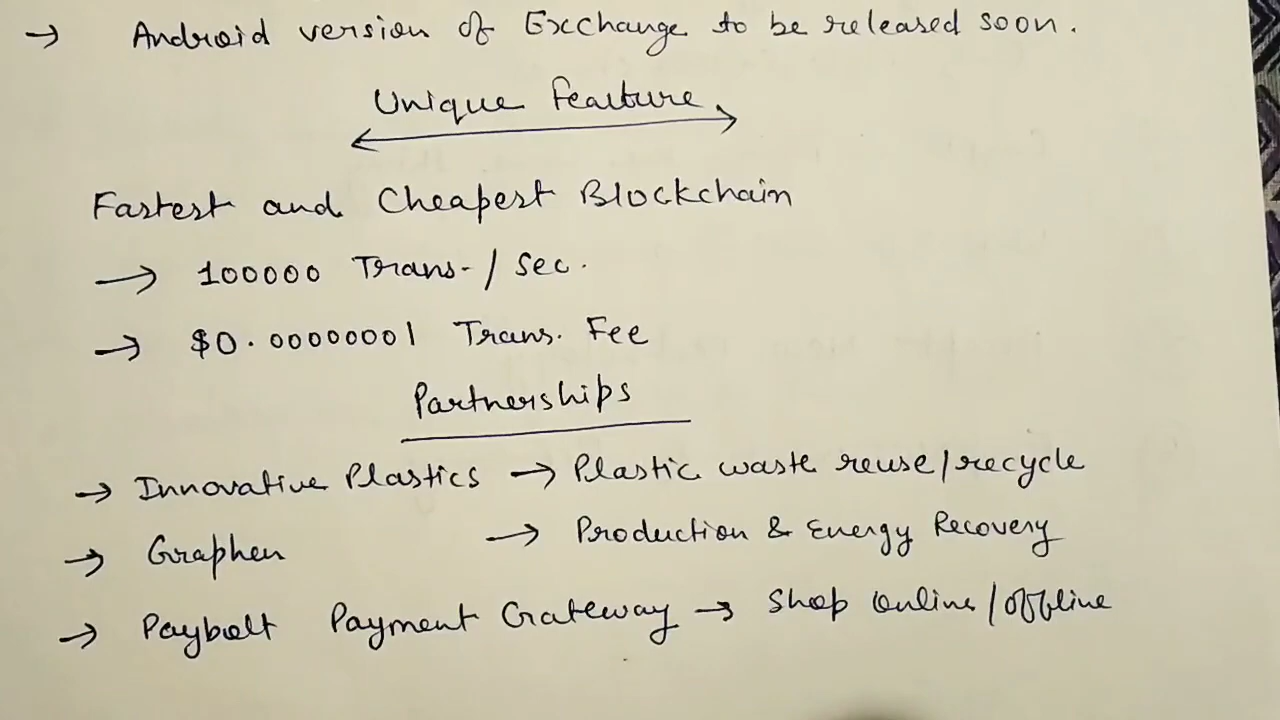 → Android version of Exchange to be released soon.
Unique Feature
Fastest and Cheapest Blockchain
→ 100000 Trans./sec.
→ $0.00000001 Trans. Fee
Partnerships
→ Innovative Plastics → Plastic waste reuse/recycle
→ Graphen → Production & Energy Recovery
→ Paybolt Payment Gateway → Shop online/offline